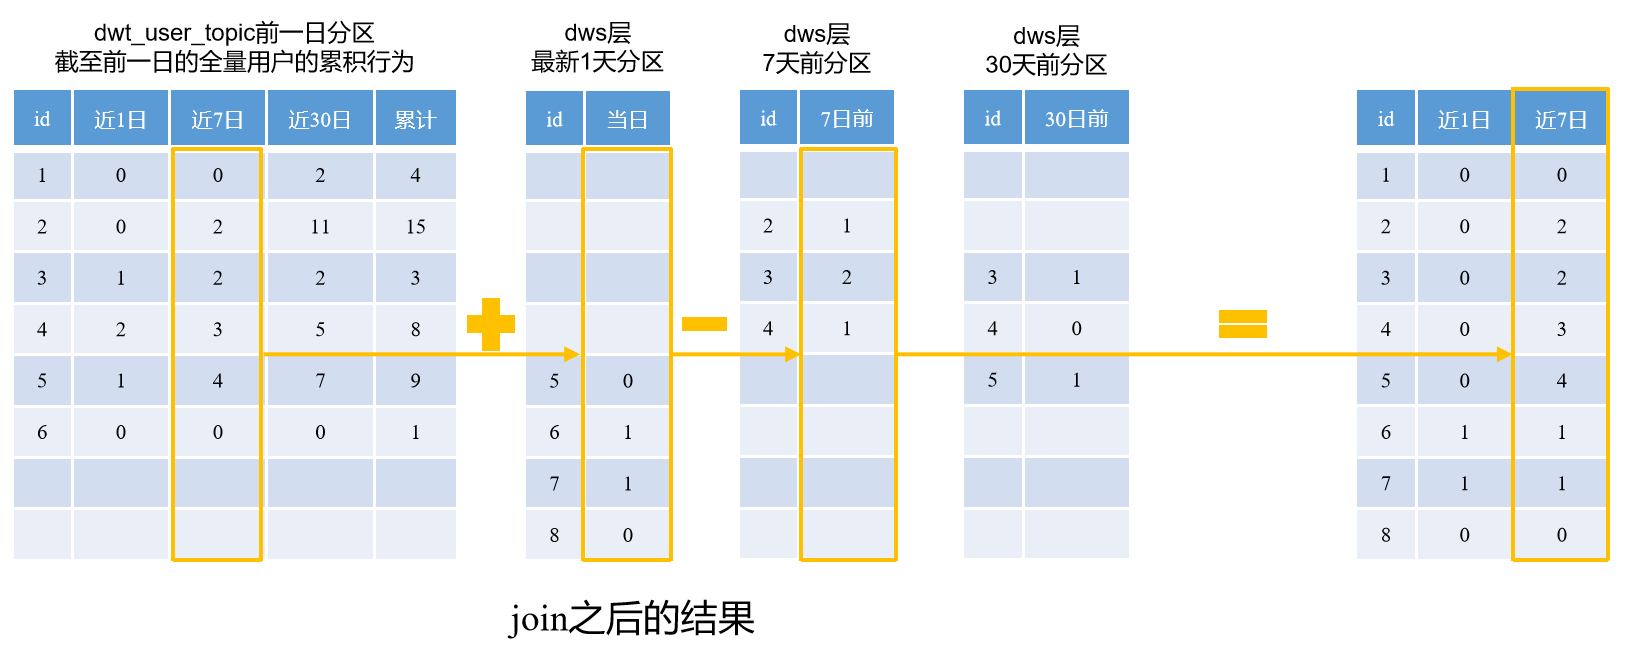 dwt_user_topic前一日分区
截至前一日的全量用户的累积行为
id 近1日 近7日 近30日 累计
1 0 0 2 4
2 0 2 11 15
3 1 2 2 3
4 2 3 5 8
5 1 4 7 9
6 0 0 0 1
dws层
最新1天分区
id 当日
5 0
6 1
7 1
8 0
dws层
7天前分区
id 7日前
2 1
3 2
4 1
dws层
30天前分区
id 30日前
3 1
4 0
5 1
id 近1日 近7日
1 0 0
2 0 2
3 0 2
4 0 3
5 0 4
6 1 1
7 1 1
8 0 0
join之后的结果